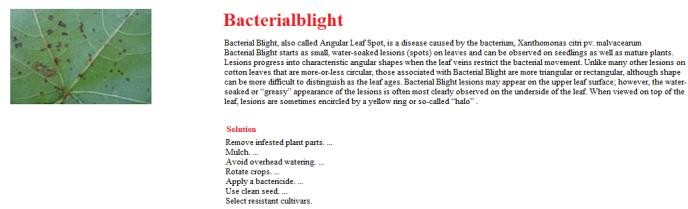 Bacterialblight
Bacterial Blight, also called Angular Leaf Spot, is a disease caused by the bacterium, Xanthomonas citri pv. malvacearum
Bacterial Blight starts as small, water-soaked lesions (spots) on leaves and can be observed on seedlings as well as mature plants.
Lesions progress into characteristic angular shapes when the leaf veins restrict the bacterial movement. Unlike many other lesions on
cotton leaves that are more-or-less circular, those associated with Bacterial Blight are more triangular or rectangular, although shape
can be more difficult to distinguish as the leaf ages. Bacterial Blight lesions may appear on the upper leaf surface; however, the water-
soaked or “greasy” appearance of the lesions is often most clearly observed on the underside of the leaf. When viewed on top of the
leaf, lesions are sometimes encircled by a yellow ring or so-called “halo” .
Solution
Remove infested plant parts. ...
Mulch. ...
Avoid overhead watering. ...
Rotate crops. ...
Apply a bactericide. ...
Use clean seed. ...
Select resistant cultivars.